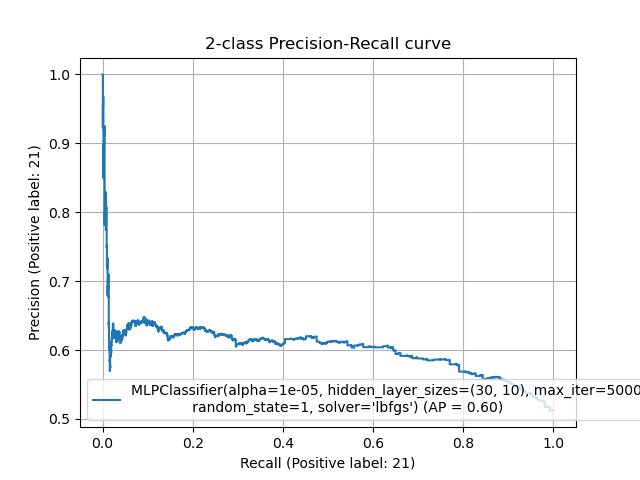 2-class Precision-Recall curve
1.0
0.9
0.8
0.7
0.6
0.5
Precision (Positive label: 21)
MLPClassifier(alpha=1e-05, hidden_layer_sizes=(30, 10), max_iter=5000
random_state=1, solver='lbfgs') (AP = 0.60)
0.0 0.2 0.4 0.6 0.8 1.0
Recall (Positive label: 21)